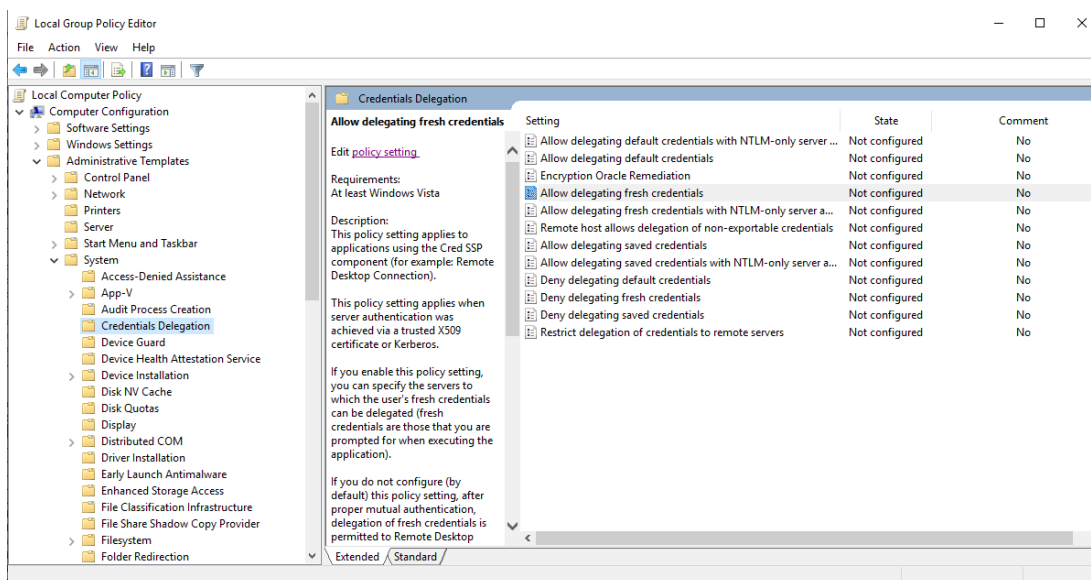 Local Group Policy Editor
File Action View Help
Local Computer Policy
Computer Configuration
Software Settings
Windows Settings
Administrative Templates
Control Panel
Network
Printers
Server
Start Menu and Taskbar
System
Access-Denied Assistance
App-V
Audit Process Creation
Credentials Delegation
Device Guard
Device Health Attestation Service
Device Installation
Disk NV Cache
Disk Quotas
Display
Distributed COM
Driver Installation
Early Launch Antimalware
Enhanced Storage Access
File Classification Infrastructure
File Share Shadow Copy Provider
Filesystem
Folder Redirection
Credentials Delegation
Allow delegating fresh credentials
Edit policy setting
Requirements:
At least Windows Vista
Description:
This policy setting applies to
applications using the Cred SSP
component (for example: Remote
Desktop Connection).
This policy setting applies when
server authentication was
achieved via a trusted X509
certificate or Kerberos.
If you enable this policy setting,
you can specify the servers to
which the user's fresh credentials
can be delegated (fresh
credentials are those that you are
prompted for when executing the
application).
If you do not configure (by
default) this policy setting, after
proper mutual authentication,
delegation of fresh credentials is
permitted to Remote Desktop
Setting State Comment
Allow delegating default credentials with NTLM-only server ... Not configured No
Allow delegating default credentials Not configured No
Encryption Oracle Remediation Not configured No
Allow delegating fresh credentials Not configured No
Allow delegating fresh credentials with NTLM-only server a... Not configured No
Remote host allows delegation of non-exportable credentials Not configured No
Allow delegating saved credentials Not configured No
Allow delegating saved credentials with NTLM-only server a... Not configured No
Deny delegating default credentials Not configured No
Deny delegating fresh credentials Not configured No
Deny delegating saved credentials Not configured No
Restrict delegation of credentials to remote servers Not configured No
Extended Standard